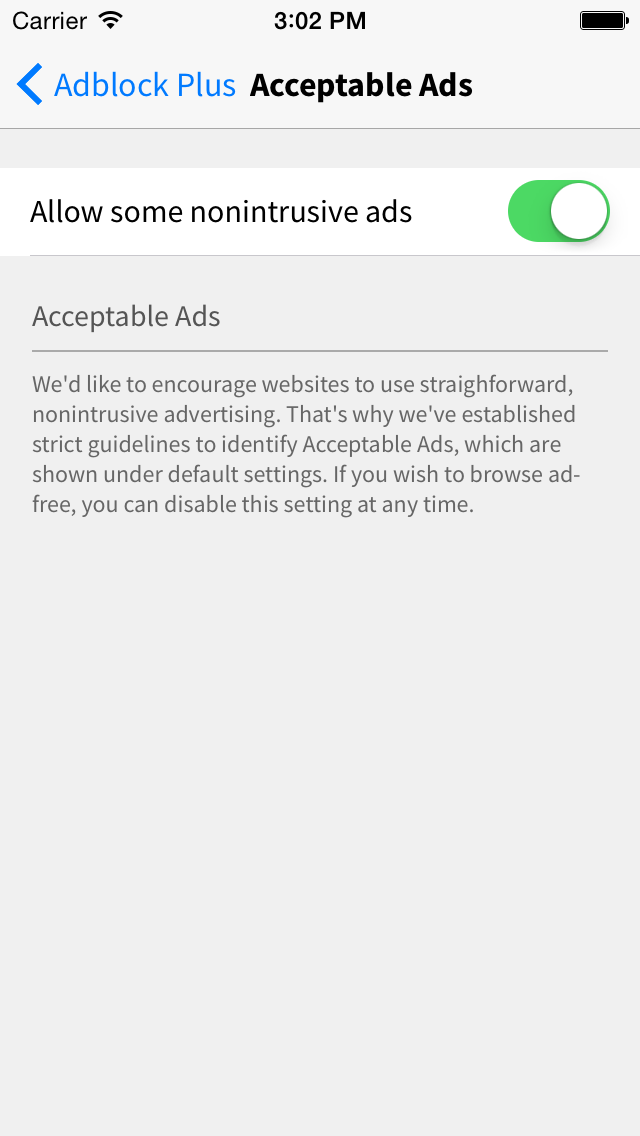 Carrier 3:02 PM
Adblock Plus Acceptable Ads
Allow some nonintrusive ads
Acceptable Ads
We'd like to encourage websites to use straighforward,
nonintrusive advertising. That's why we've established
strict guidelines to identify Acceptable Ads, which are
shown under default settings. If you wish to browse ad-
free, you can disable this setting at any time.